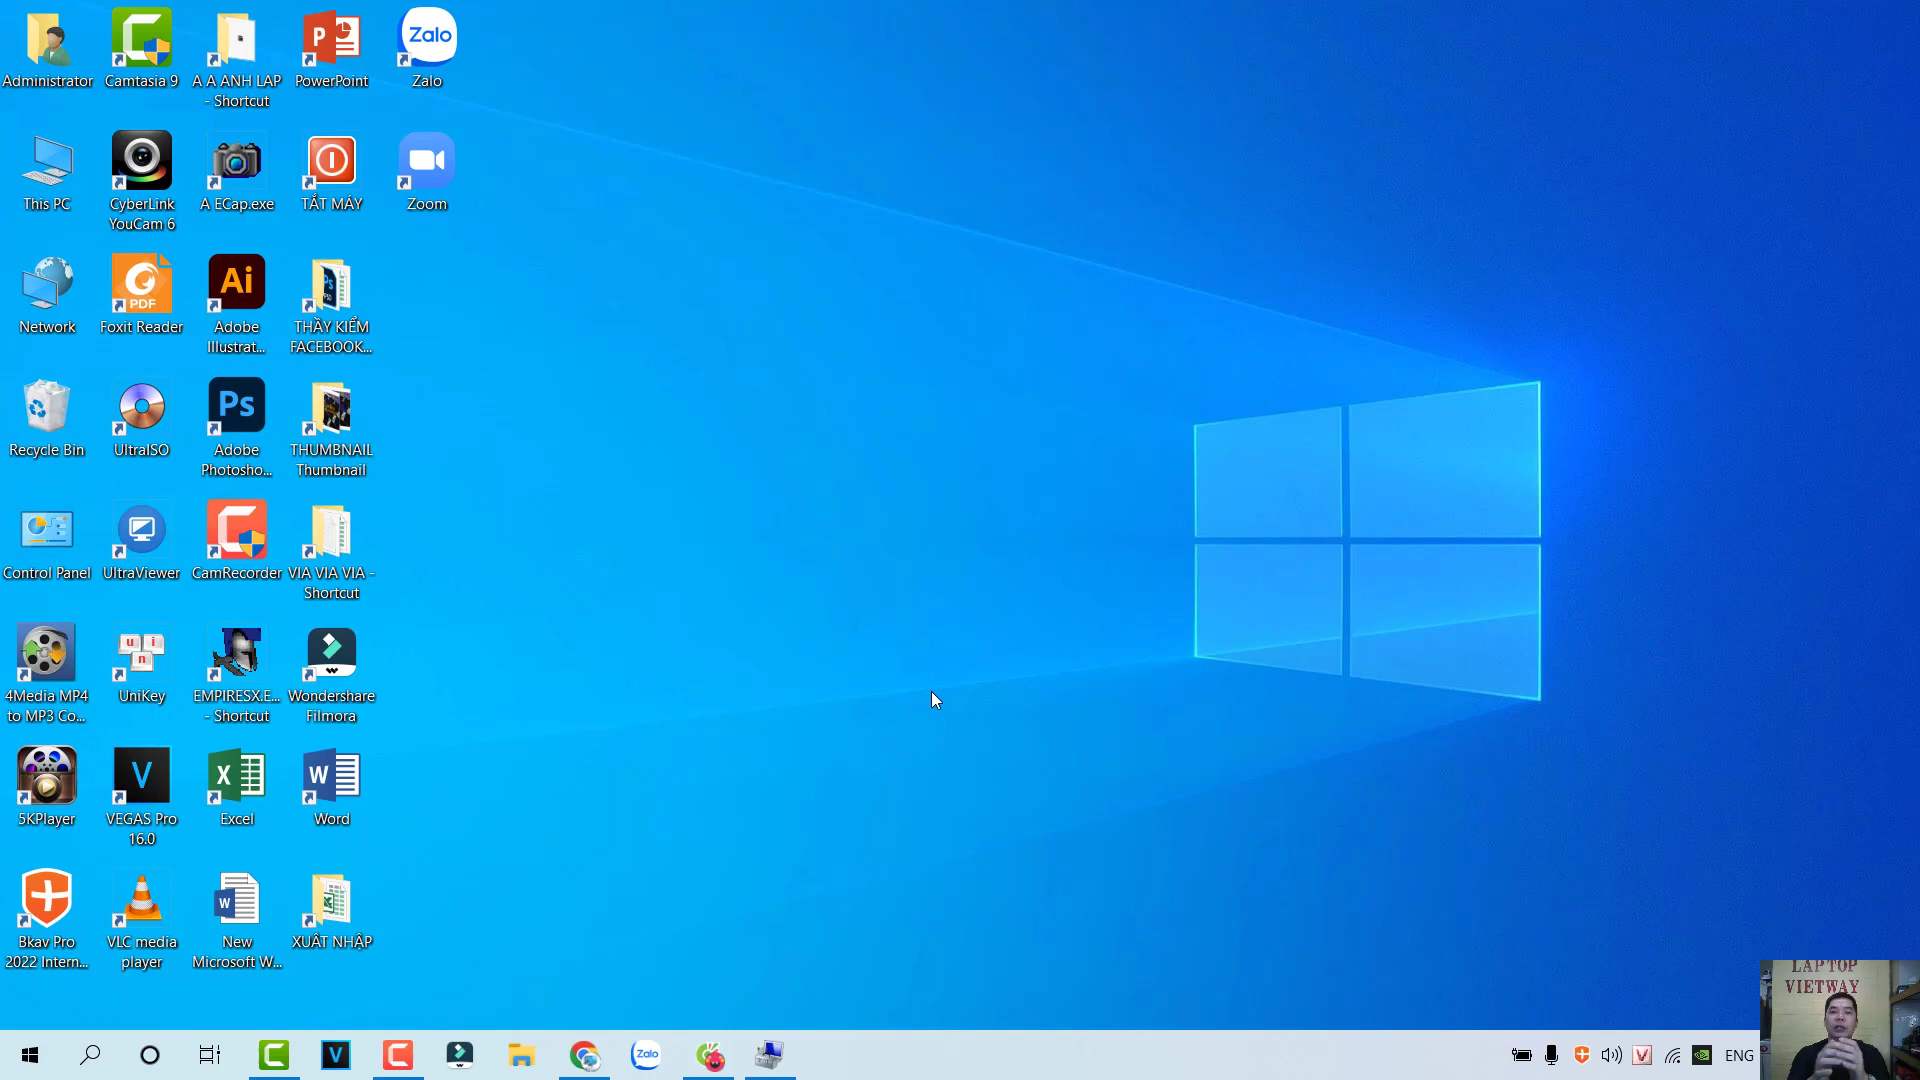 Administrator
Camtasia 9
A A ANH LAP
- Shortcut
PowerPoint
Zalo
Zalo
This PC
CyberLink
YouCam 6
A ECap.exe
TẮT MÁY
Zoom
Network
PDF
Foxit Reader
Ai
Adobe
Illustrat...
THẦY KIỂM
FACEBOOK...
Recycle Bin
UltraISO
Ps
Adobe
Photosho...
THUMBNAIL
Thumbnail
Control Panel
UltraViewer
CamRecorder
VIA VIA VIA -
Shortcut
4Media MP4
to MP3 Co...
u i
n
UniKey
EMPIRESX.E...
- Shortcut
Wondershare
Filmora
5KPlayer
V
VEGAS Pro
16.0
Excel
Word
Bkav Pro
2022 Intern...
VLC media
player
New
Microsoft W...
XUẤT NHẬP
Zalo
ENG
LAPTOP
VIETWAY